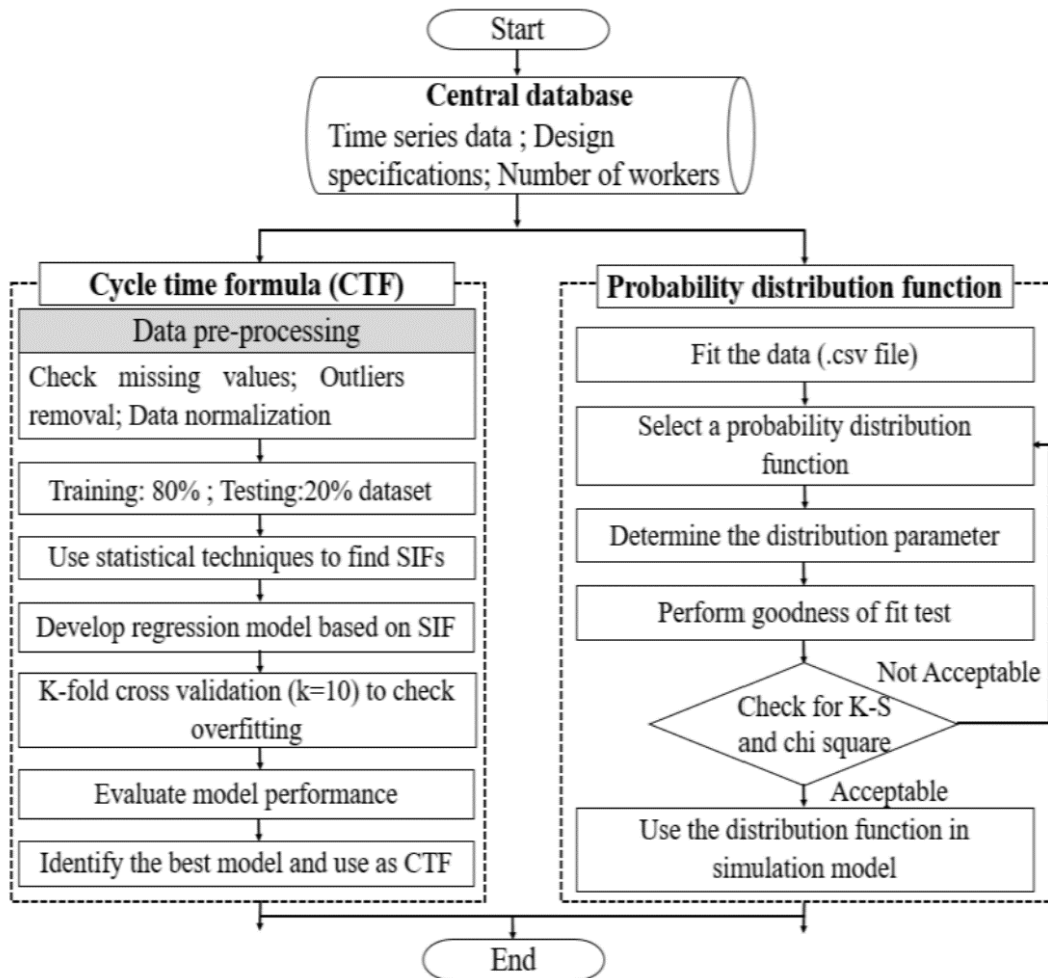 Start
Central database
Time series data ; Design
specifications; Number of workers
Cycle time formula (CTF)
Data pre-processing
Check missing values; Outliers
removal; Data normalization
Training: 80% ; Testing:20% dataset
Use statistical techniques to find SIFs
Develop regression model based on SIF
K-fold cross validation (k=10) to check
overfitting
Evaluate model performance
Identify the best model and use as CTF
Probability distribution function
Fit the data (.csv file)
Select a probability distribution
function
Determine the distribution parameter
Perform goodness of fit test
Not Acceptable
Check for K-S
and chi square
Acceptable
Use the distribution function in
simulation model
End